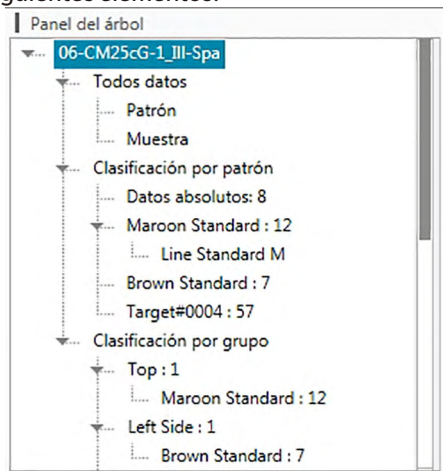 guientes elementos.
Panel del árbol
06-CM25cG-1_III-Spa
Todos datos
Patrón
Muestra
Clasificación por patrón
Datos absolutos: 8
Maroon Standard : 12
Line Standard M
Brown Standard : 7
Target#0004 : 57
Clasificación por grupo
Top : 1
Maroon Standard : 12
Left Side : 1
Brown Standard : 7